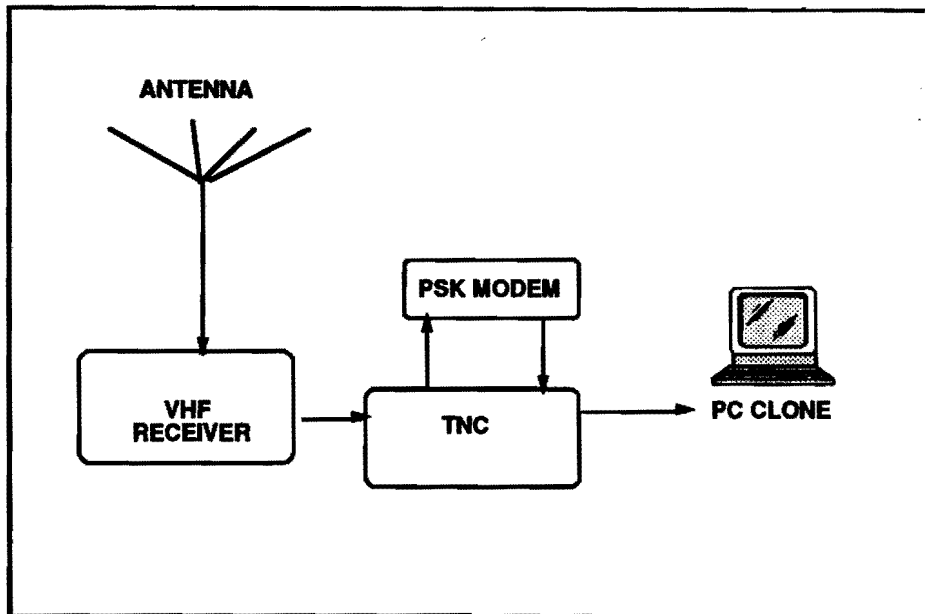 ANTENNA
PSK MODEM
VHF
RECEIVER
TNC
PC CLONE